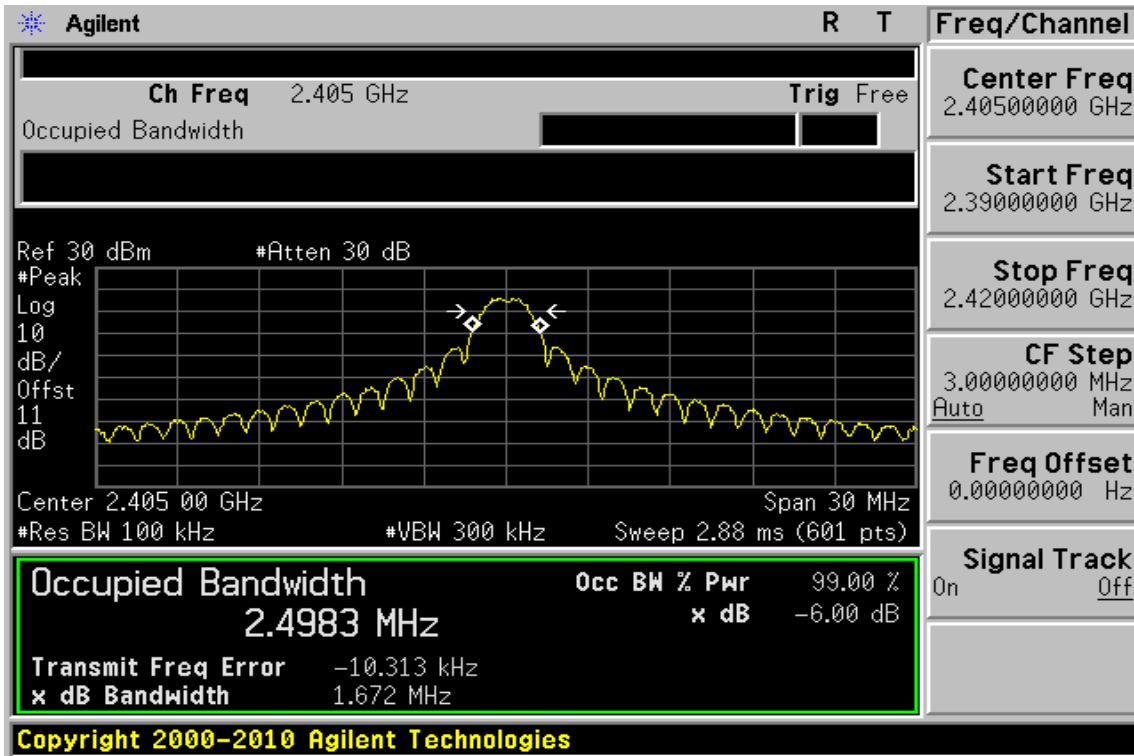 Agilent R T
Freq/Channel
Ch Freq 2.405 GHz Trig Free
Occupied Bandwidth
Ref 30 dBm #Atten 30 dB
#Peak
Log
10
dB/
Offst
11
dB
Center 2.405 00 GHz Span 30 MHz
#Res BW 100 kHz #VBW 300 kHz Sweep 2.88 ms (601 pts)
Occupied Bandwidth Occ BW % Pwr 99.00 %
2.4983 MHz x dB -6.00 dB
Transmit Freq Error -10.313 kHz
x dB Bandwidth 1.672 MHz
Center Freq
2.40500000 GHz
Start Freq
2.39000000 GHz
Stop Freq
2.42000000 GHz
CF Step
3.00000000 MHz
Auto Man
Freq Offset
0.00000000 Hz
Signal Track
On Off
Copyright 2000-2010 Agilent Technologies